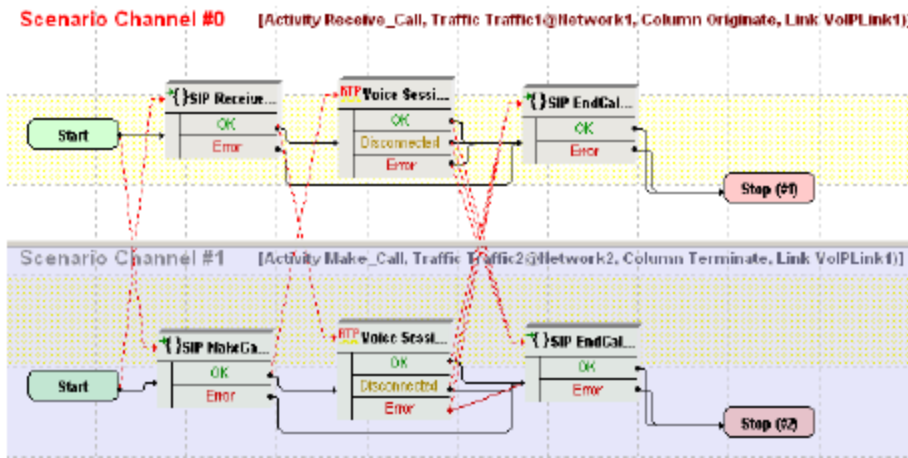 Scenario Channel #0 [Activity Receive_Call, Traffic Traffic1@Network1, Column Originate, Link VoIPLink1)]
{}SIP Receive... RTP Voice Sessi... {}SIP EndCal...
OK OK OK
Start Disconnected
Error Error Error
Stop (#1)
Scenario Channel #1 [Activity Make_Call, Traffic Traffic2@Network2, Column Terminate, Link VoIPLink1)]
{}SIP MakeCa... RTP Voice Sessi... {}SIP EndCal...
OK OK OK
Start Disconnected
Error Error Error
Stop (#2)